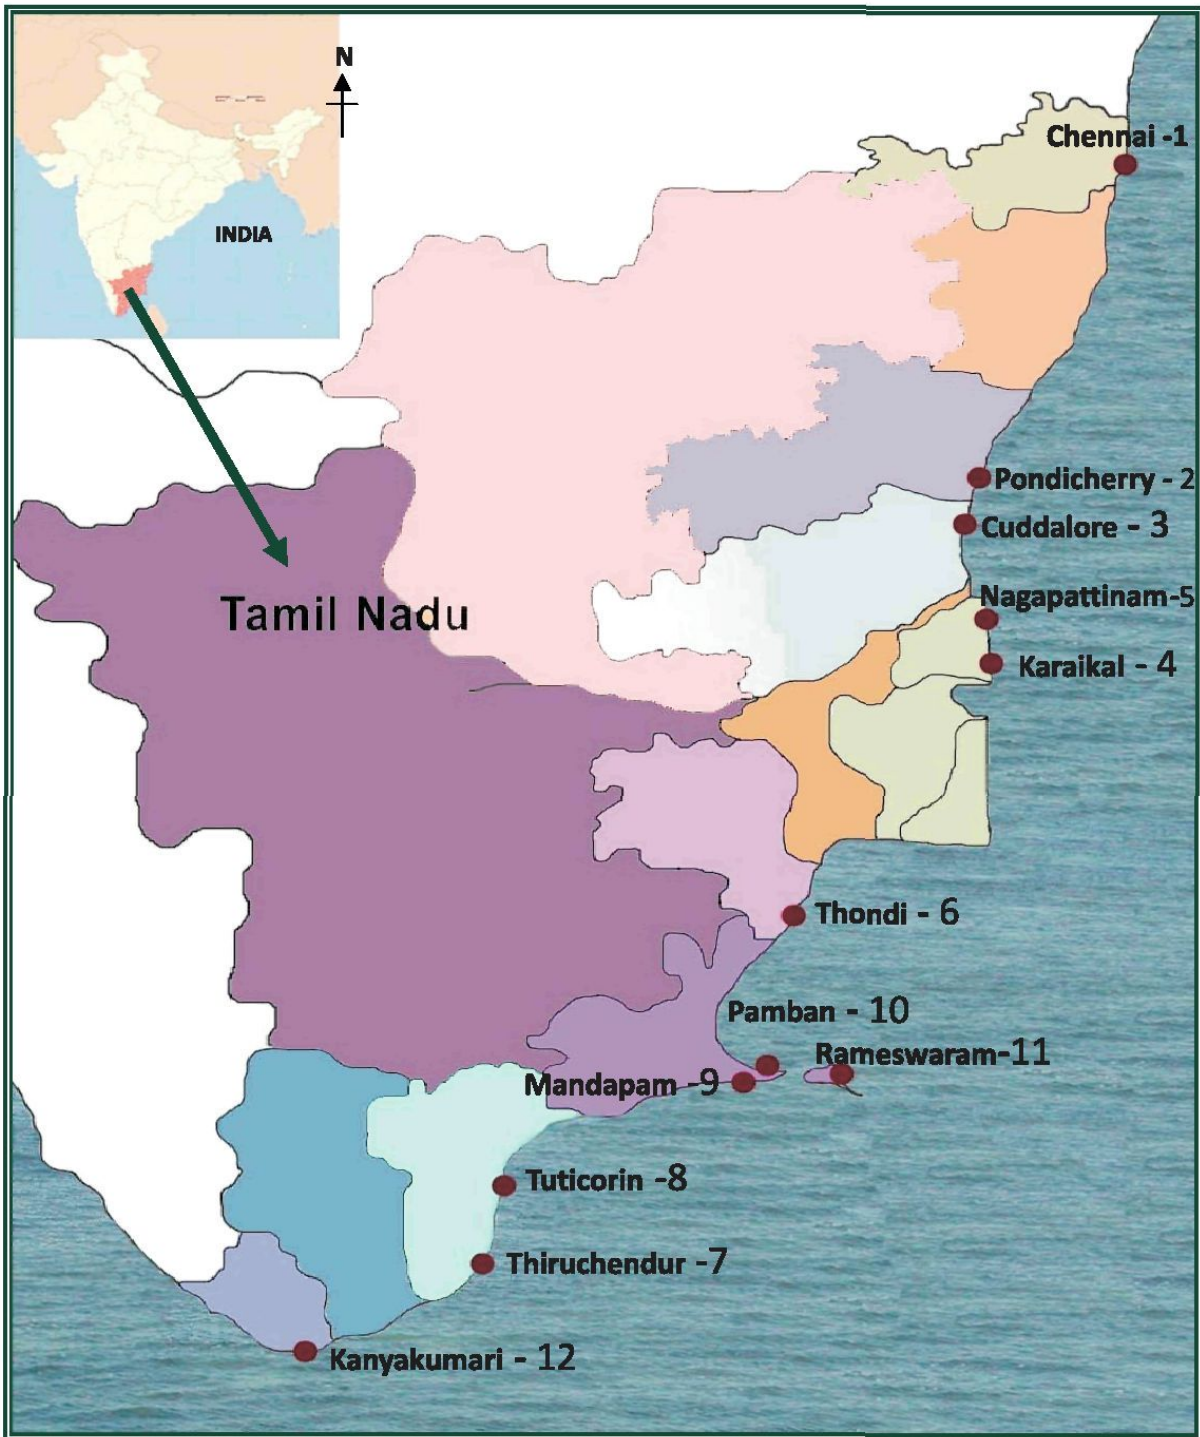 N
INDIA
Chennai -1
Pondicherry - 2
Cuddalore - 3
Nagapattinam-5
Tamil Nadu
Karaikal - 4
Thondi - 6
Pamban - 10
Rameswaram-11
Mandapam -9
Tuticorin -8
Thiruchendur -7
Kanyakumari - 12